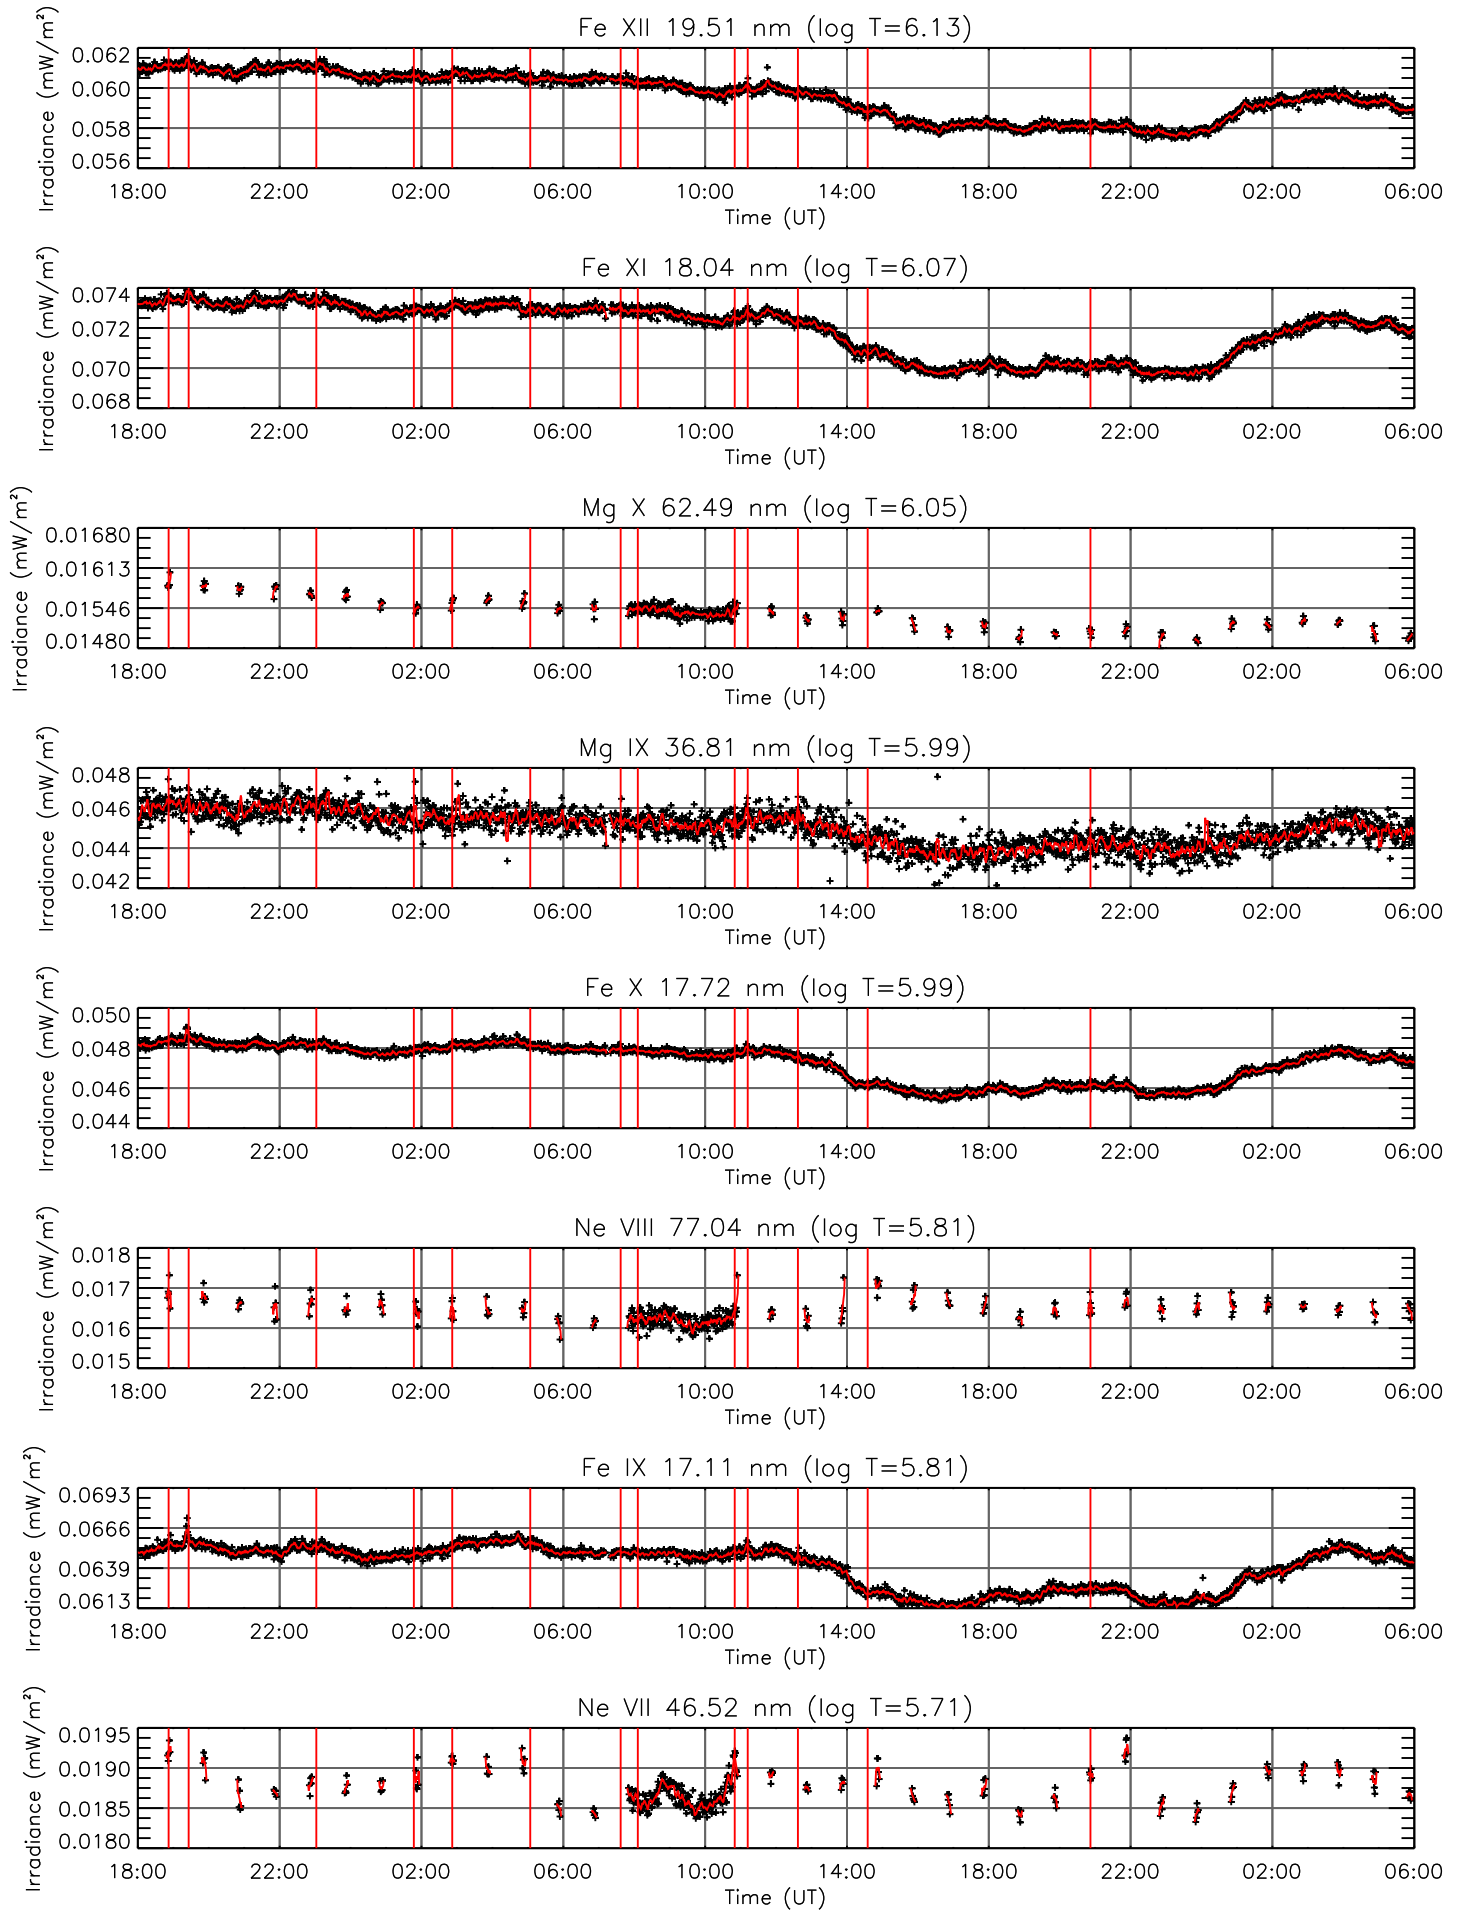 Fe XII 19.51 nm (log T=6.13)
Irradiance (mW/m²)
0.062
0.060
0.058
0.056
18:00 22:00 02:00 06:00 10:00 14:00 18:00 22:00 02:00 06:00
Time (UT)
Fe XI 18.04 nm (log T=6.07)
Irradiance (mW/m²)
0.074
0.072
0.070
0.068
18:00 22:00 02:00 06:00 10:00 14:00 18:00 22:00 02:00 06:00
Time (UT)
Mg X 62.49 nm (log T=6.05)
Irradiance (mW/m²)
0.01680
0.01613
0.01546
0.01480
18:00 22:00 02:00 06:00 10:00 14:00 18:00 22:00 02:00 06:00
Time (UT)
Mg IX 36.81 nm (log T=5.99)
Irradiance (mW/m²)
0.048
0.046
0.044
0.042
18:00 22:00 02:00 06:00 10:00 14:00 18:00 22:00 02:00 06:00
Time (UT)
Fe X 17.72 nm (log T=5.99)
Irradiance (mW/m²)
0.050
0.048
0.046
0.044
18:00 22:00 02:00 06:00 10:00 14:00 18:00 22:00 02:00 06:00
Time (UT)
Ne VIII 77.04 nm (log T=5.81)
Irradiance (mW/m²)
0.018
0.017
0.016
0.015
18:00 22:00 02:00 06:00 10:00 14:00 18:00 22:00 02:00 06:00
Time (UT)
Fe IX 17.11 nm (log T=5.81)
Irradiance (mW/m²)
0.0693
0.0666
0.0639
0.0613
18:00 22:00 02:00 06:00 10:00 14:00 18:00 22:00 02:00 06:00
Time (UT)
Ne VII 46.52 nm (log T=5.71)
Irradiance (mW/m²)
0.0195
0.0190
0.0185
0.0180
18:00 22:00 02:00 06:00 10:00 14:00 18:00 22:00 02:00 06:00
Time (UT)